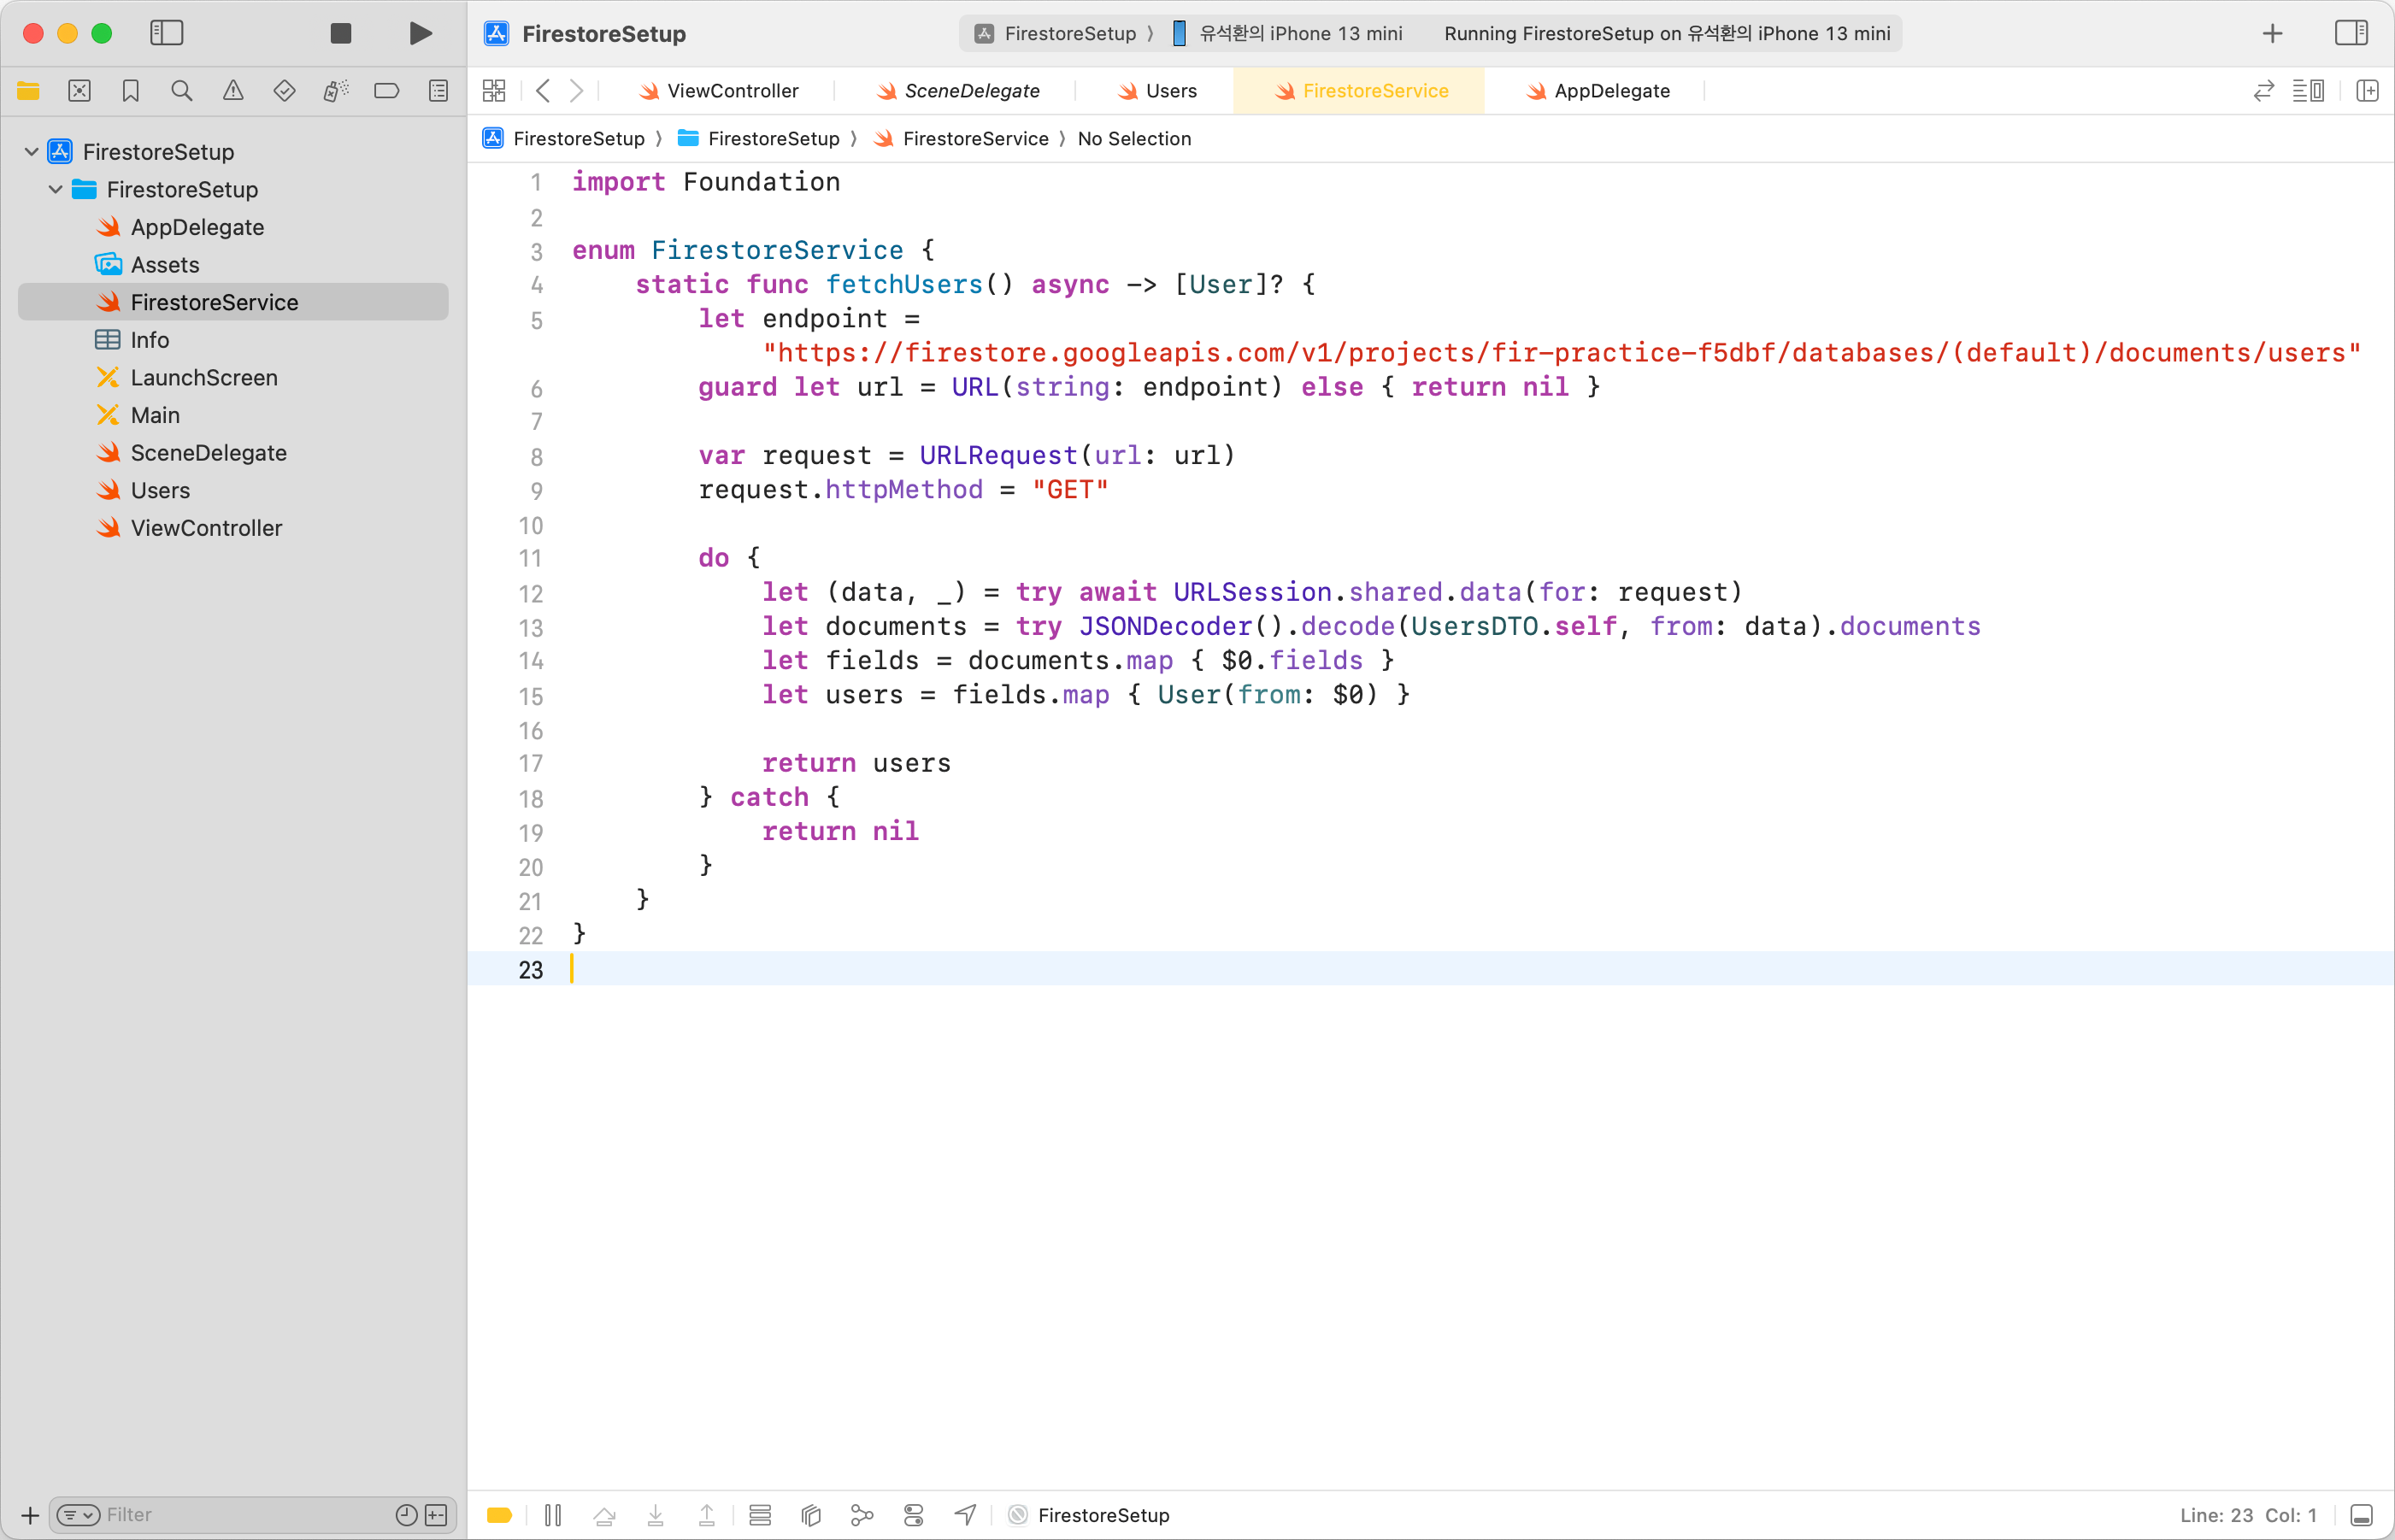 FirestoreSetup
FirestoreSetup 〉 유석환의 iPhone 13 mini
Running FirestoreSetup on 유석환의 iPhone 13 mini
ViewController
SceneDelegate
Users
FirestoreService
AppDelegate
FirestoreSetup 〉 FirestoreSetup 〉 FirestoreService 〉 No Selection
FirestoreSetup
FirestoreSetup
AppDelegate
Assets
FirestoreService
Info
LaunchScreen
Main
SceneDelegate
Users
ViewController
1 import Foundation
2
3 enum FirestoreService {
4 static func fetchUsers() async -> [User]? {
5 let endpoint =
"https://firestore.googleapis.com/v1/projects/fir-practice-f5dbf/databases/(default)/documents/users"
6 guard let url = URL(string: endpoint) else { return nil }
7
8 var request = URLRequest(url: url)
9 request.httpMethod = "GET"
10
11 do {
12 let (data, _) = try await URLSession.shared.data(for: request)
13 let documents = try JSONDecoder().decode(UsersDTO.self, from: data).documents
14 let fields = documents.map { $0.fields }
15 let users = fields.map { User(from: $0) }
16
17 return users
18 } catch {
19 return nil
20 }
21 }
22 }
23
Filter
FirestoreSetup
Line: 23 Col: 1